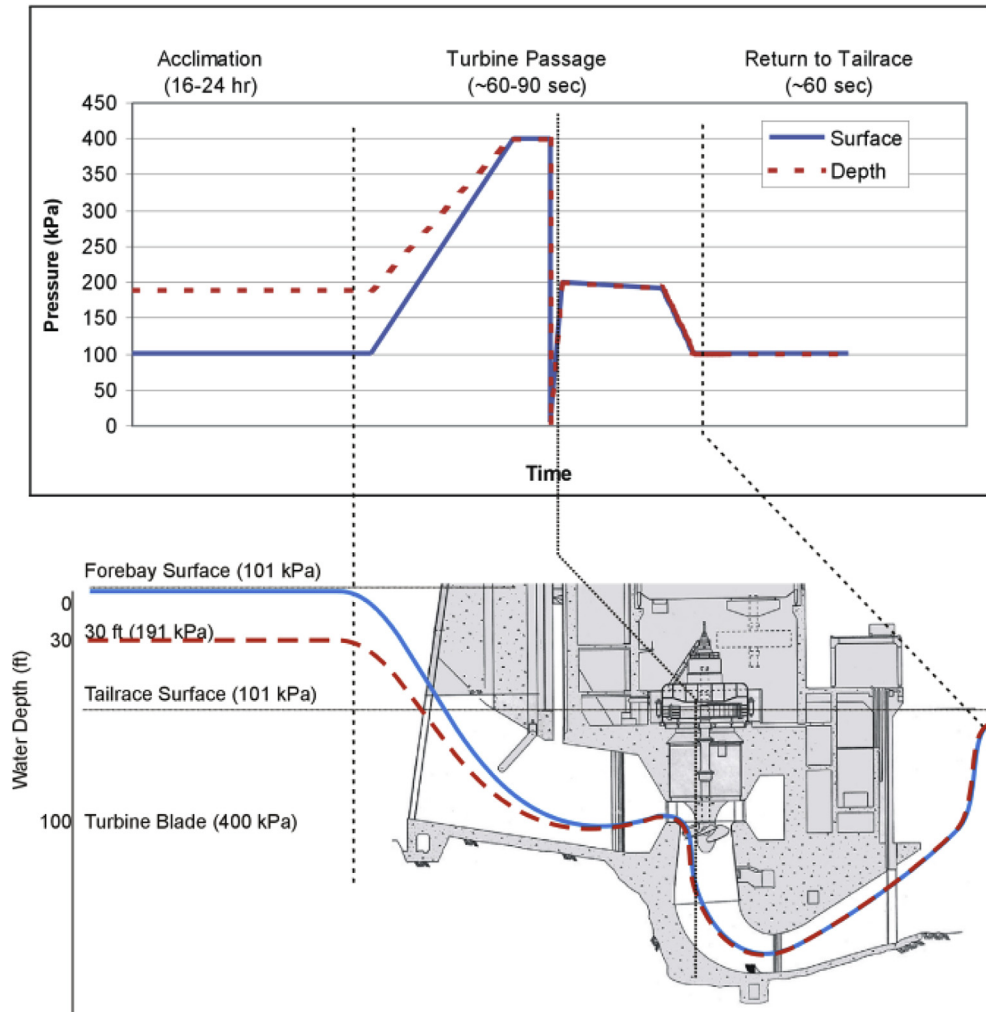 Acclimation
(16-24 hr)
Turbine Passage
(~60-90 sec)
Return to Tailrace
(~60 sec)
450
400
350
300
250
200
150
100
50
0
Pressure (kPa)
Surface
Depth
Time
Forebay Surface (101 kPa)
0
30 ft (191 kPa)
30
Tailrace Surface (101 kPa)
Water Depth (ft)
100
Turbine Blade (400 kPa)